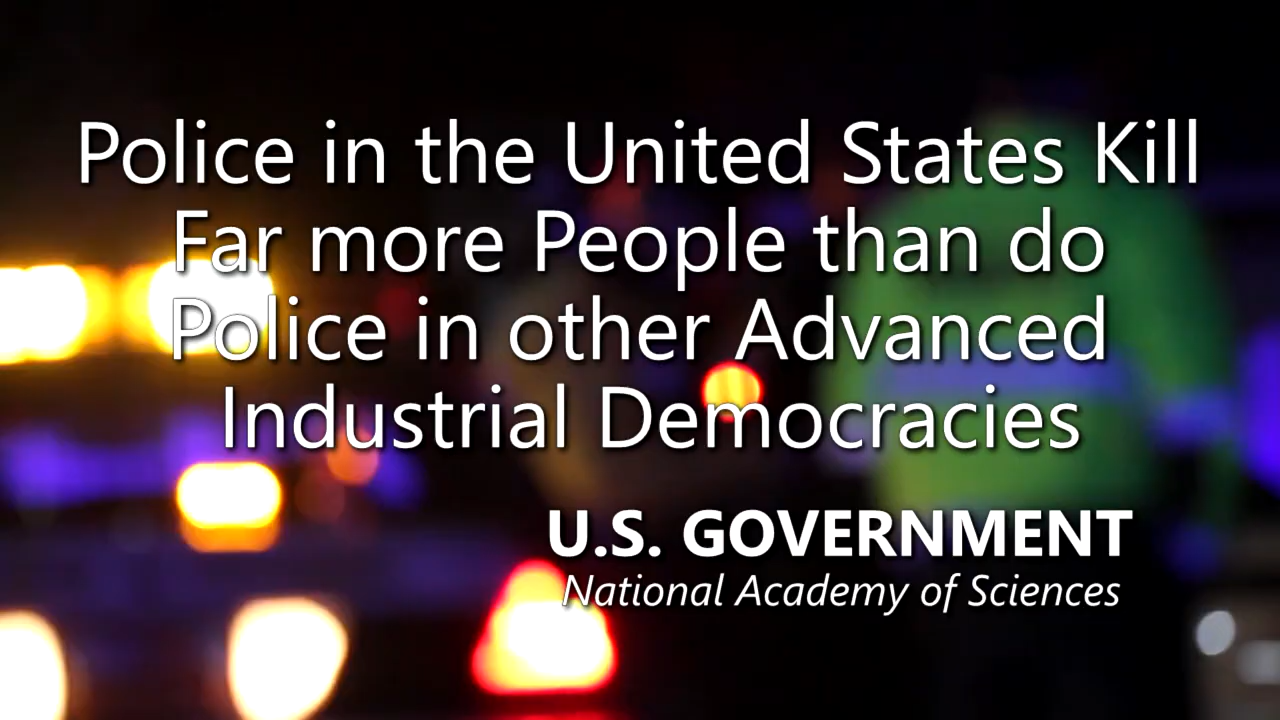 Police in the United States Kill
Far more People than do
Police in other Advanced
Industrial Democracies
U.S. GOVERNMENT
National Academy of Sciences